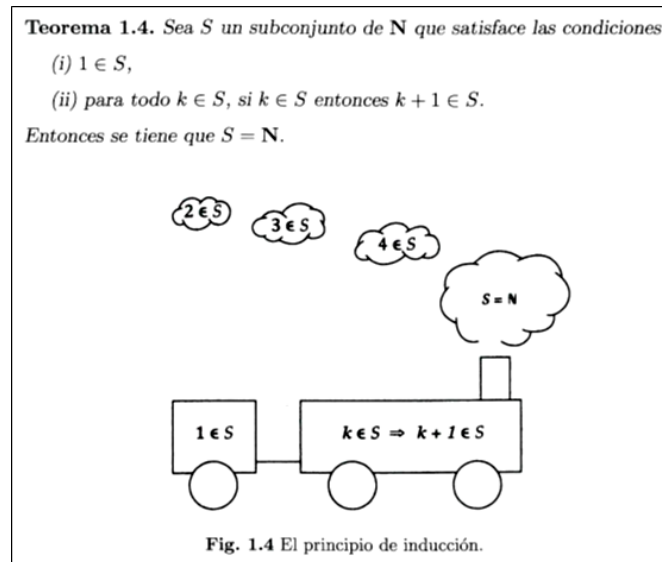 Teorema 1.4. Sea S un subconjunto de N que satisface las condiciones
(i) 1 ∈ S,
(ii) para todo k ∈ S, si k ∈ S entonces k + 1 ∈ S.
Entonces se tiene que S = N.
2 ∈ S
3 ∈ S
4 ∈ S
S = N
1 ∈ S
k ∈ S ⇒ k + 1 ∈ S
Fig. 1.4 El principio de inducción.